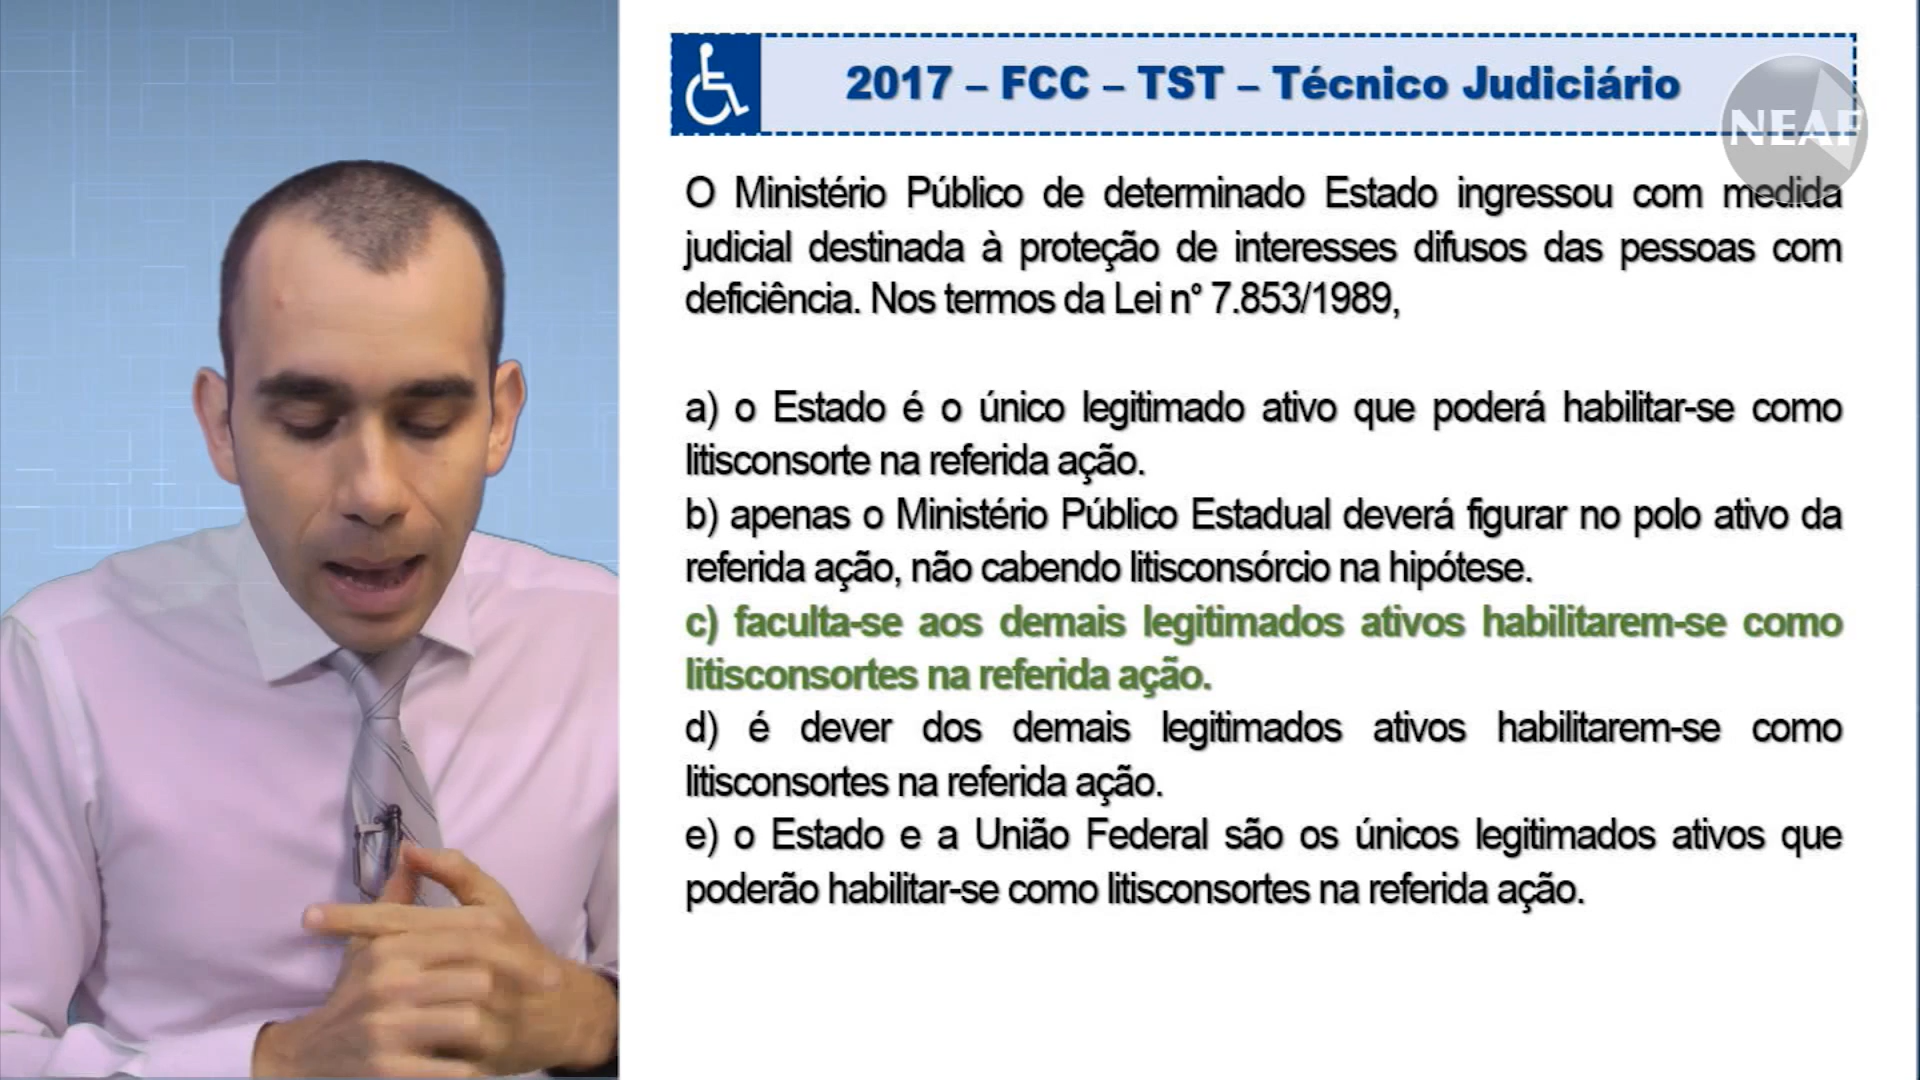 2017 – FCC – TST – Técnico Judiciário
NEAF
O Ministério Público de determinado Estado ingressou com medida
judicial destinada à proteção de interesses difusos das pessoas com
deficiência. Nos termos da Lei n° 7.853/1989,
a) o Estado é o único legitimado ativo que poderá habilitar-se como
litisconsorte na referida ação.
b) apenas o Ministério Público Estadual deverá figurar no polo ativo da
referida ação, não cabendo litisconsórcio na hipótese.
c) faculta-se aos demais legitimados ativos habilitarem-se como
litisconsortes na referida ação.
d) é dever dos demais legitimados ativos habilitarem-se como
litisconsortes na referida ação.
e) o Estado e a União Federal são os únicos legitimados ativos que
poderão habilitar-se como litisconsortes na referida ação.